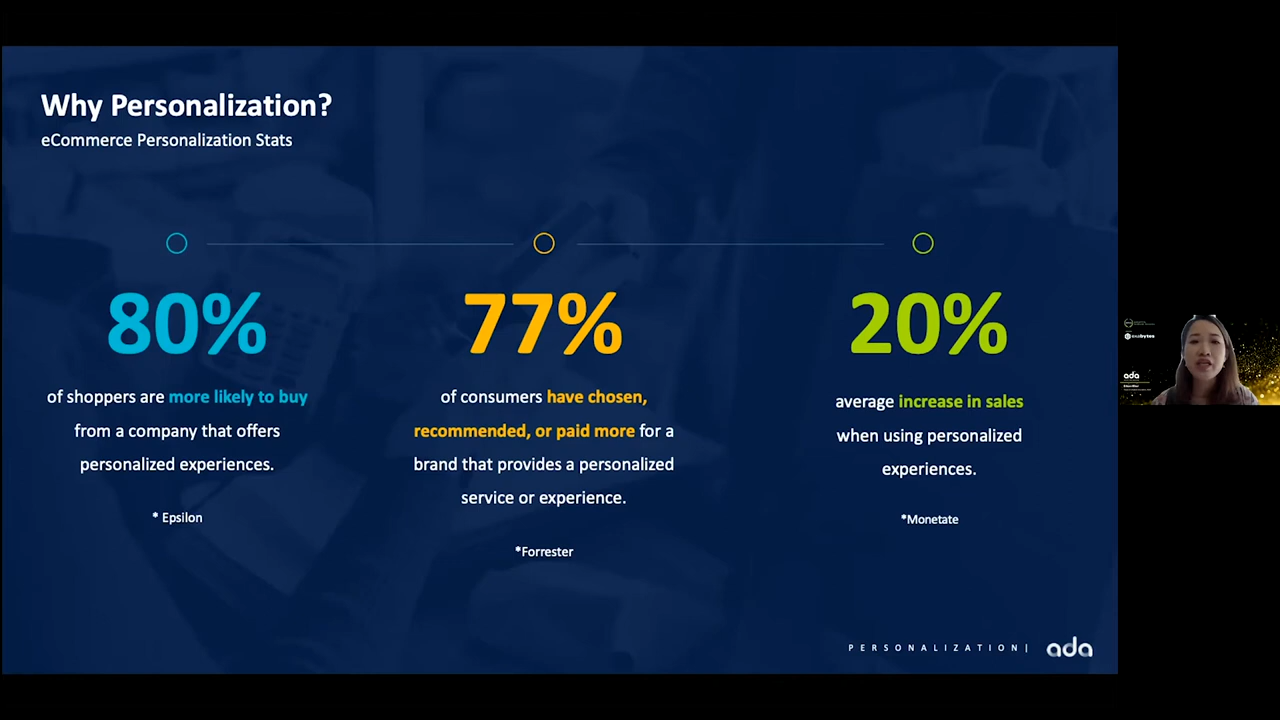 Why Personalization?
eCommerce Personalization Stats
80%
of shoppers are more likely to buy
from a company that offers
personalized experiences.
* Epsilon
77%
of consumers have chosen,
recommended, or paid more for a
brand that provides a personalized
service or experience.
*Forrester
20%
average increase in sales
when using personalized
experiences.
*Monetate
PERSONALIZATION|
ada
exabytes
ada